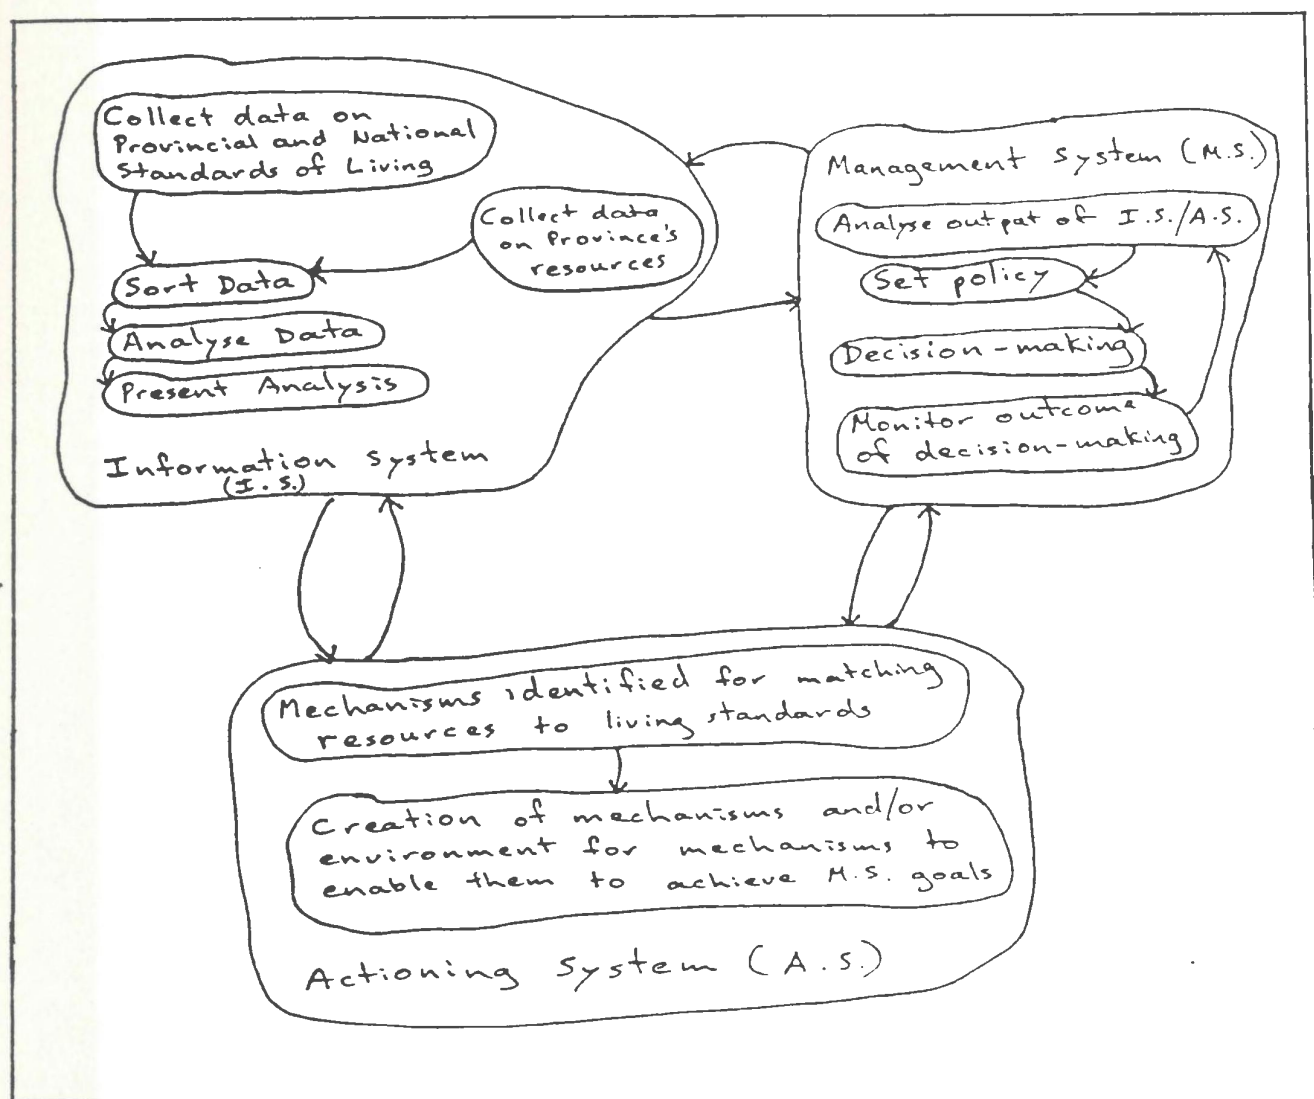 Collect data on
Provincial and National
Standards of Living
Collect data
on Province's
resources
Sort Data
Analyse Data
Present Analysis
Information System
(I.S.)
Management System (M.S.)
Analyse output of I.S./A.S.
Set policy
Decision-making
Monitor outcome
of decision-making
Mechanisms identified for matching
resources to living standards
Creation of mechanisms and/or
environment for mechanisms to
enable them to achieve M.S. goals
Actioning System (A.S.)